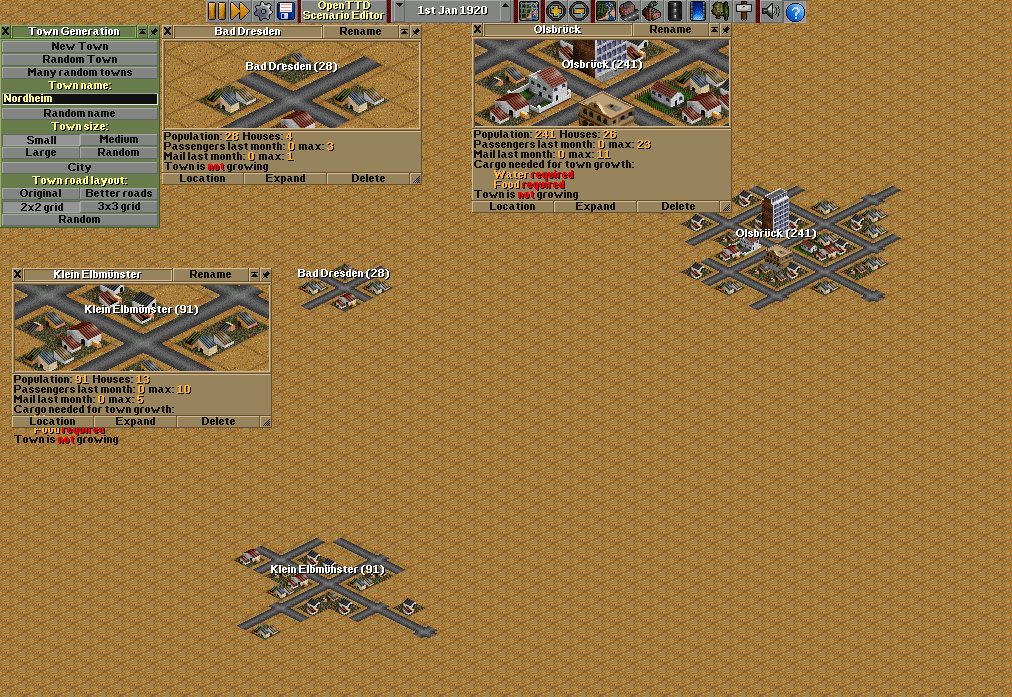 OpenTTD
Scenario Editor
1st Jan 1920
Town Generation
New Town
Random Town
Many random towns
Town name:
Nordheim
Random name
Town size:
Small Medium
Large Random
City
Town road layout:
Original Better roads
2x2 grid 3x3 grid
Random
Bad Dresden Rename
Bad Dresden (28)
Population: 28 Houses: 4
Passengers last month: 0 max: 3
Mail last month: 0 max: 1
Town is not growing
Location Expand Delete
Olsbrück Rename
Olsbrück (241)
Population: 241 Houses: 26
Passengers last month: 0 max: 23
Mail last month: 0 max: 11
Cargo needed for town growth:
Water required
Food required
Town is not growing
Location Expand Delete
Olsbrück (241)
Bad Dresden (28)
Klein Elbmünster Rename
Klein Elbmünster (91)
Population: 91 Houses: 13
Passengers last month: 0 max: 10
Mail last month: 0 max: 5
Cargo needed for town growth:
Location Expand Delete
Food required
Town is not growing
Klein Elbmünster (91)